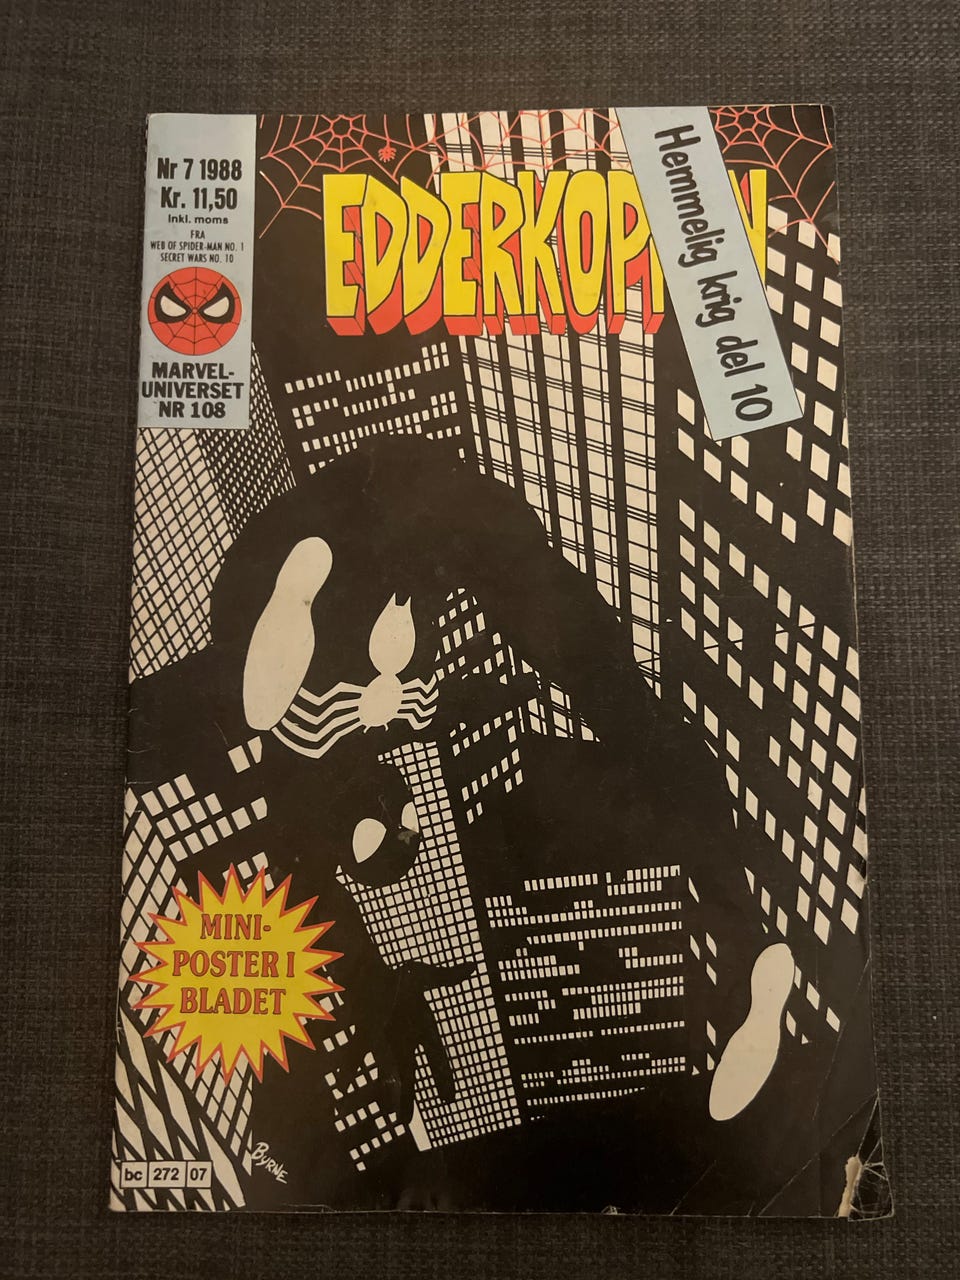 Nr 7 1988
Kr. 11,50
Inkl. moms
FRA
WEB OF SPIDER-MAN NO. 1
SECRET WARS NO. 10
MARVEL-
UNIVERSET
NR 108
Hemmelig krig del 10
MINI-
POSTER I
BLADET
BYRNE
bc 272 07